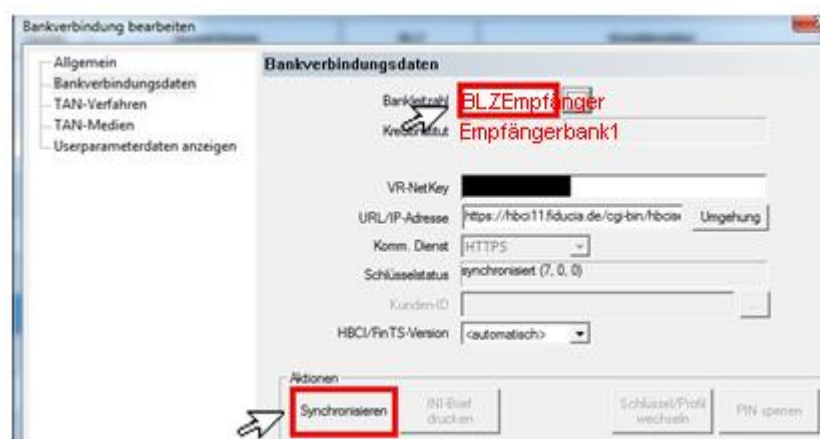 Bankverbindung bearbeiten
Allgemein
Bankverbindungsdaten
TAN-Verfahren
TAN-Medien
Userparameterdaten anzeigen
Bankverbindungsdaten
Bankleitzahl BLZEmpfänger
Kreditinstitut Empfängerbank1
VR-NetKey
URL/IP-Adresse https://hbci11.fiducia.de/cgi-bin/hbcise Umgehung
Komm. Dienst HTTPS
Schlüsselstatus synchronisiert (7, 0, 0)
Kunden-ID ...
HBCI/FinTS-Version <automatisch>
Aktionen
Synchronisieren
INI-Brief
drucken
Schlüssel/Profil
wechseln
PIN sperren